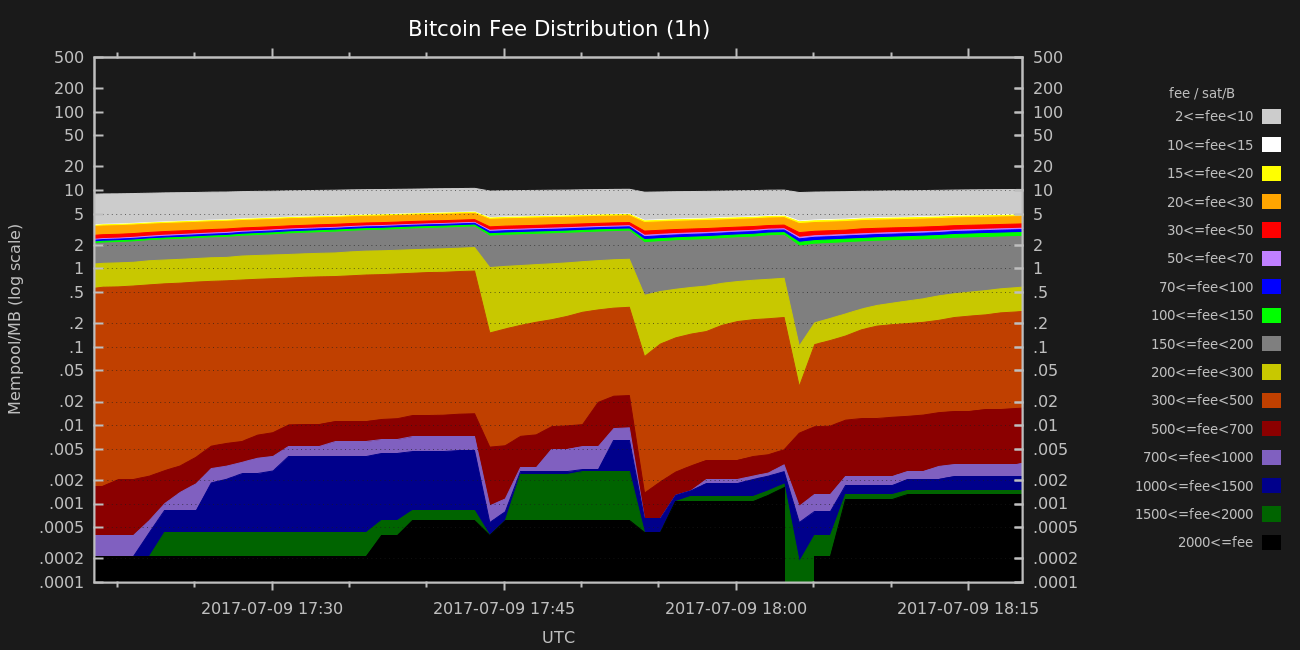 Bitcoin Fee Distribution (1h)
Mempool/MB (log scale)
500
200
100
50
20
10
5
2
1
.5
.2
.1
.05
.02
.01
.005
.002
.001
.0005
.0002
.0001
500
200
100
50
20
10
5
2
1
.5
.2
.1
.05
.02
.01
.005
.002
.001
.0005
.0002
.0001
2017-07-09 17:30
2017-07-09 17:45
2017-07-09 18:00
2017-07-09 18:15
UTC
fee / sat/B
2<=fee<10
10<=fee<15
15<=fee<20
20<=fee<30
30<=fee<50
50<=fee<70
70<=fee<100
100<=fee<150
150<=fee<200
200<=fee<300
300<=fee<500
500<=fee<700
700<=fee<1000
1000<=fee<1500
1500<=fee<2000
2000<=fee